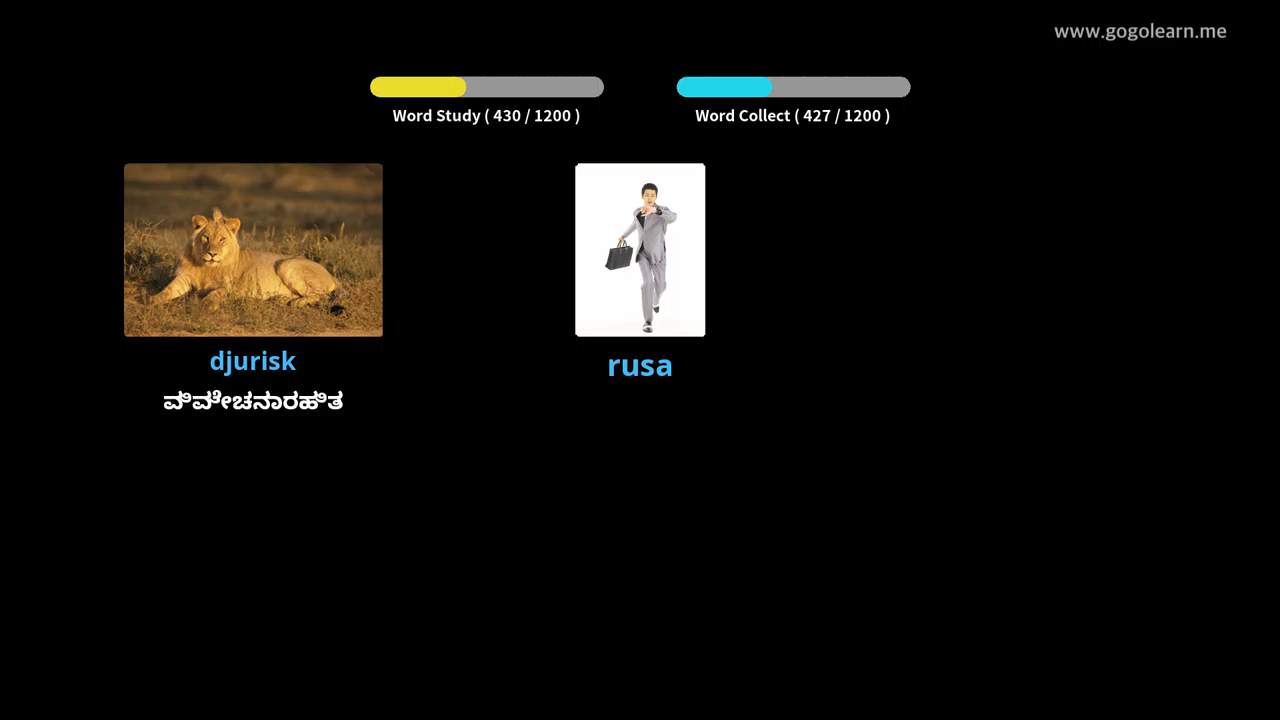 www.gogolearn.me
Word Study ( 430 / 1200 )
Word Collect ( 427 / 1200 )
djurisk
ವಿವೇಚನಾರಹಿತ
rusa